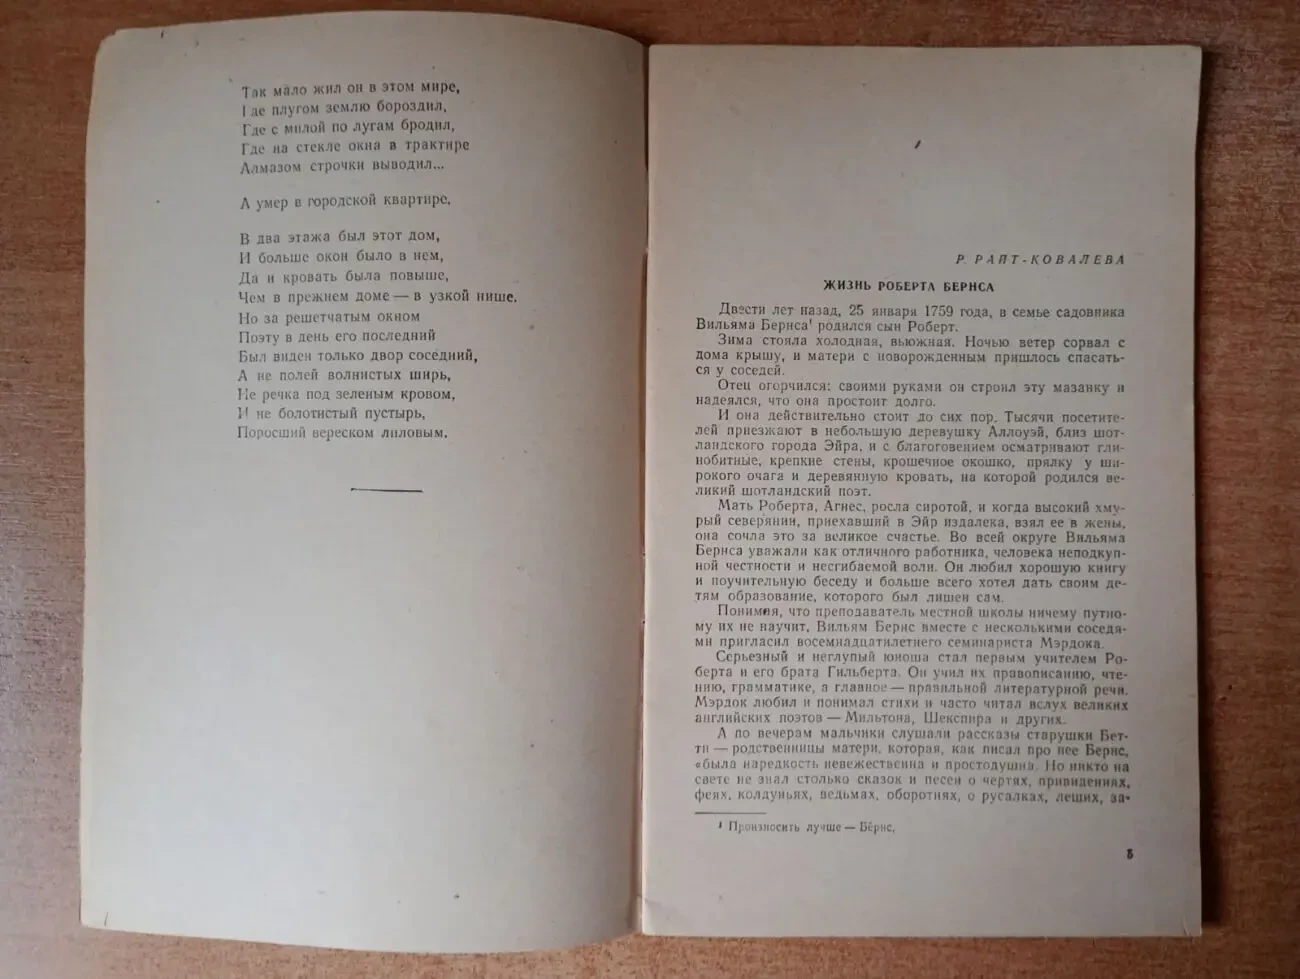 Так мало жил он в этом мире,
Где плугом землю бороздил,
Где с милой по лугам бродил,
Где на стекле окна в трактире
Алмазом строчки выводил...
А умер в городской квартире.
В два этажа был этот дом,
И больше окон было в нем,
Да и кровать была повыше,
Чем в прежнем доме — в узкой нише.
Но за решетчатым окном
Поэту в день его последний
Был виден только двор соседний,
А не полей волнистых ширь,
Не речка под зеленым кровом,
И не болотистый пустырь,
Поросший вереском лиловым.
Р. РАЙТ-КОВАЛЕВА
ЖИЗНЬ РОБЕРТА БЕРНСА
Двести лет назад, 25 января 1759 года, в семье садовника
Вильяма Бернса¹ родился сын Роберт.
Зима стояла холодная, вьюжная. Ночью ветер сорвал с
дома крышу, и матери с новорожденным пришлось спасать-
ся у соседей.
Отец огорчился: своими руками он строил эту мазанку и
надеялся, что она простоит долго.
И она действительно стоит до сих пор. Тысячи посетите-
лей приезжают в небольшую деревушку Аллоуэй, близ шот-
ландского города Эйра, и с благоговением осматривают гли-
нобитные, крепкие стены, крошечное окошко, прялку у ши-
рокого очага и деревянную кровать, на которой родился ве-
ликий шотландский поэт.
Мать Роберта, Агнес, росла сиротой, и когда высокий хму-
рый северянин, приехавший в Эйр издалека, взял ее в жены,
она сочла это за великое счастье. Во всей округе Вильяма
Бернса уважали как отличного работника, человека неподкуп-
ной честности и несгибаемой воли. Он любил хорошую книгу
и поучительную беседу и больше всего хотел дать своим де-
тям образование, которого был лишен сам.
Понимая, что преподаватель местной школы ничему путно-
му их не научит, Вильям Бернс вместе с несколькими соседя-
ми пригласил восемнадцатилетнего семинариста Мэрдока.
Серьезный и неглупый юноша стал первым учителем Ро-
берта и его брата Гильберта. Он учил их правописанию, чте-
нию, грамматике, а главное — правильной литературной речи.
Мэрдок любил и понимал стихи и часто читал вслух великих
английских поэтов — Мильтона, Шекспира и других.
А по вечерам мальчики слушали рассказы старушки Бет-
ти — родственницы матери, которая, как писал про нее Бернс,
«была наредкость невежественна и простодушна. Но никто на
свете не знал столько сказок и песен о чертях, привидениях,
феях, колдуньях, ведьмах, оборотнях, о русалках, леших, за-
¹ Произносить лучше — Бёрнс.
5